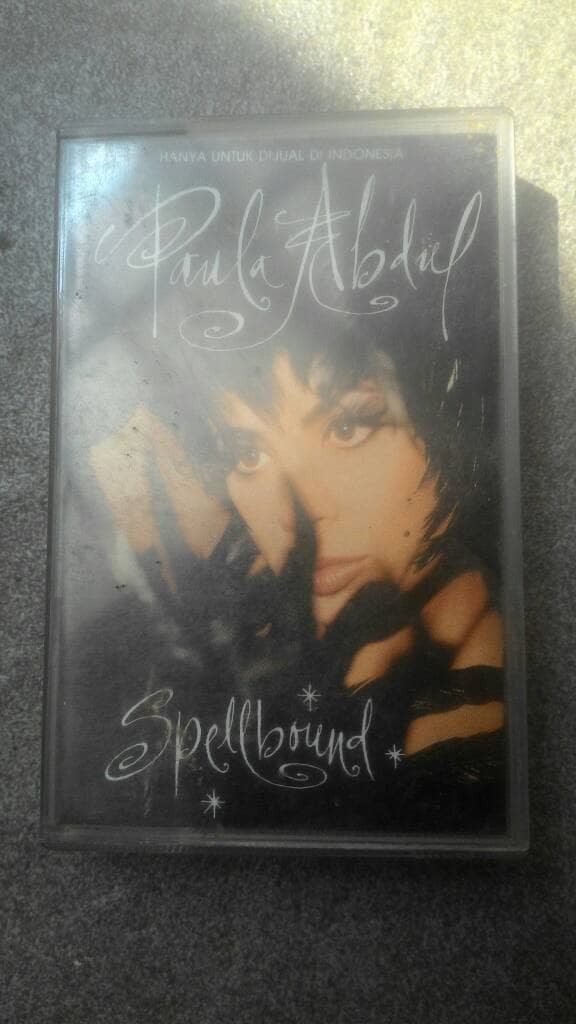 HANYA UNTUK DIJUAL DI INDONESIA
Paula Abdul
Spellbound